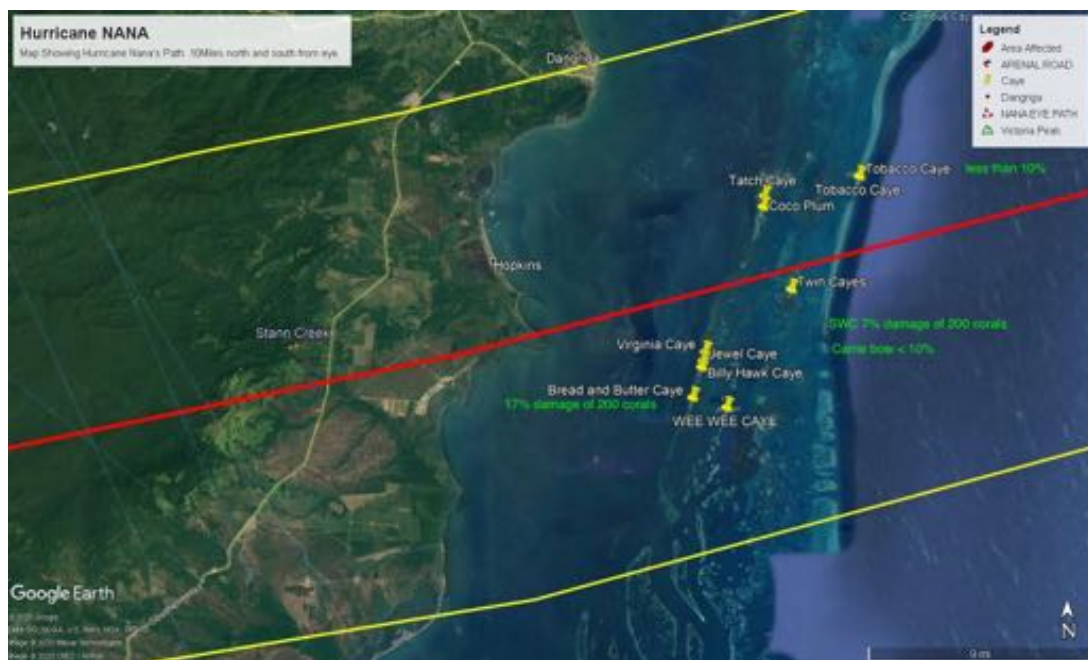 Hurricane NANA
Map Showing Hurricane Nana's Path. 10Miles north and south from eye.
Legend
Area Affected
ARENAL ROAD
Caye
Dangriga
NANA EYE PATH
Victoria Peak
Dangriga
Tobacco Caye less than 10%
Tatch Caye
Tobacco Caye
Coco Plum
Hopkins
Twin Cayes
SWC 7% damage of 200 corals
Stann Creek
Virginia Caye
Carrie bow < 10%
Jewel Caye
Billy Hawk Caye
Bread and Butter Caye
17% damage of 200 corals
WEE WEE CAYE
Google Earth
N
9 mi